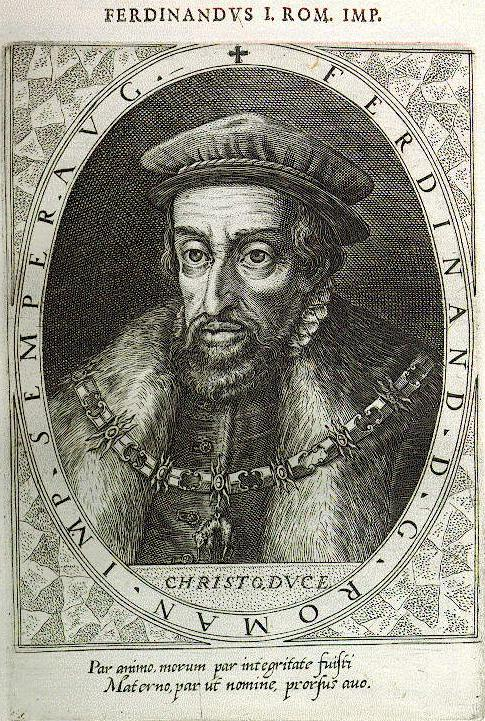 FERDINANDVS I. ROM. IMP.
✝ FERDINAND · D · G · ROMAN · IMP · SEMPER · AVG ·
CHRISTO, DVCE
Par animo, morum par integritate fuisti
Materno, par ut nomine, prorsus avo.